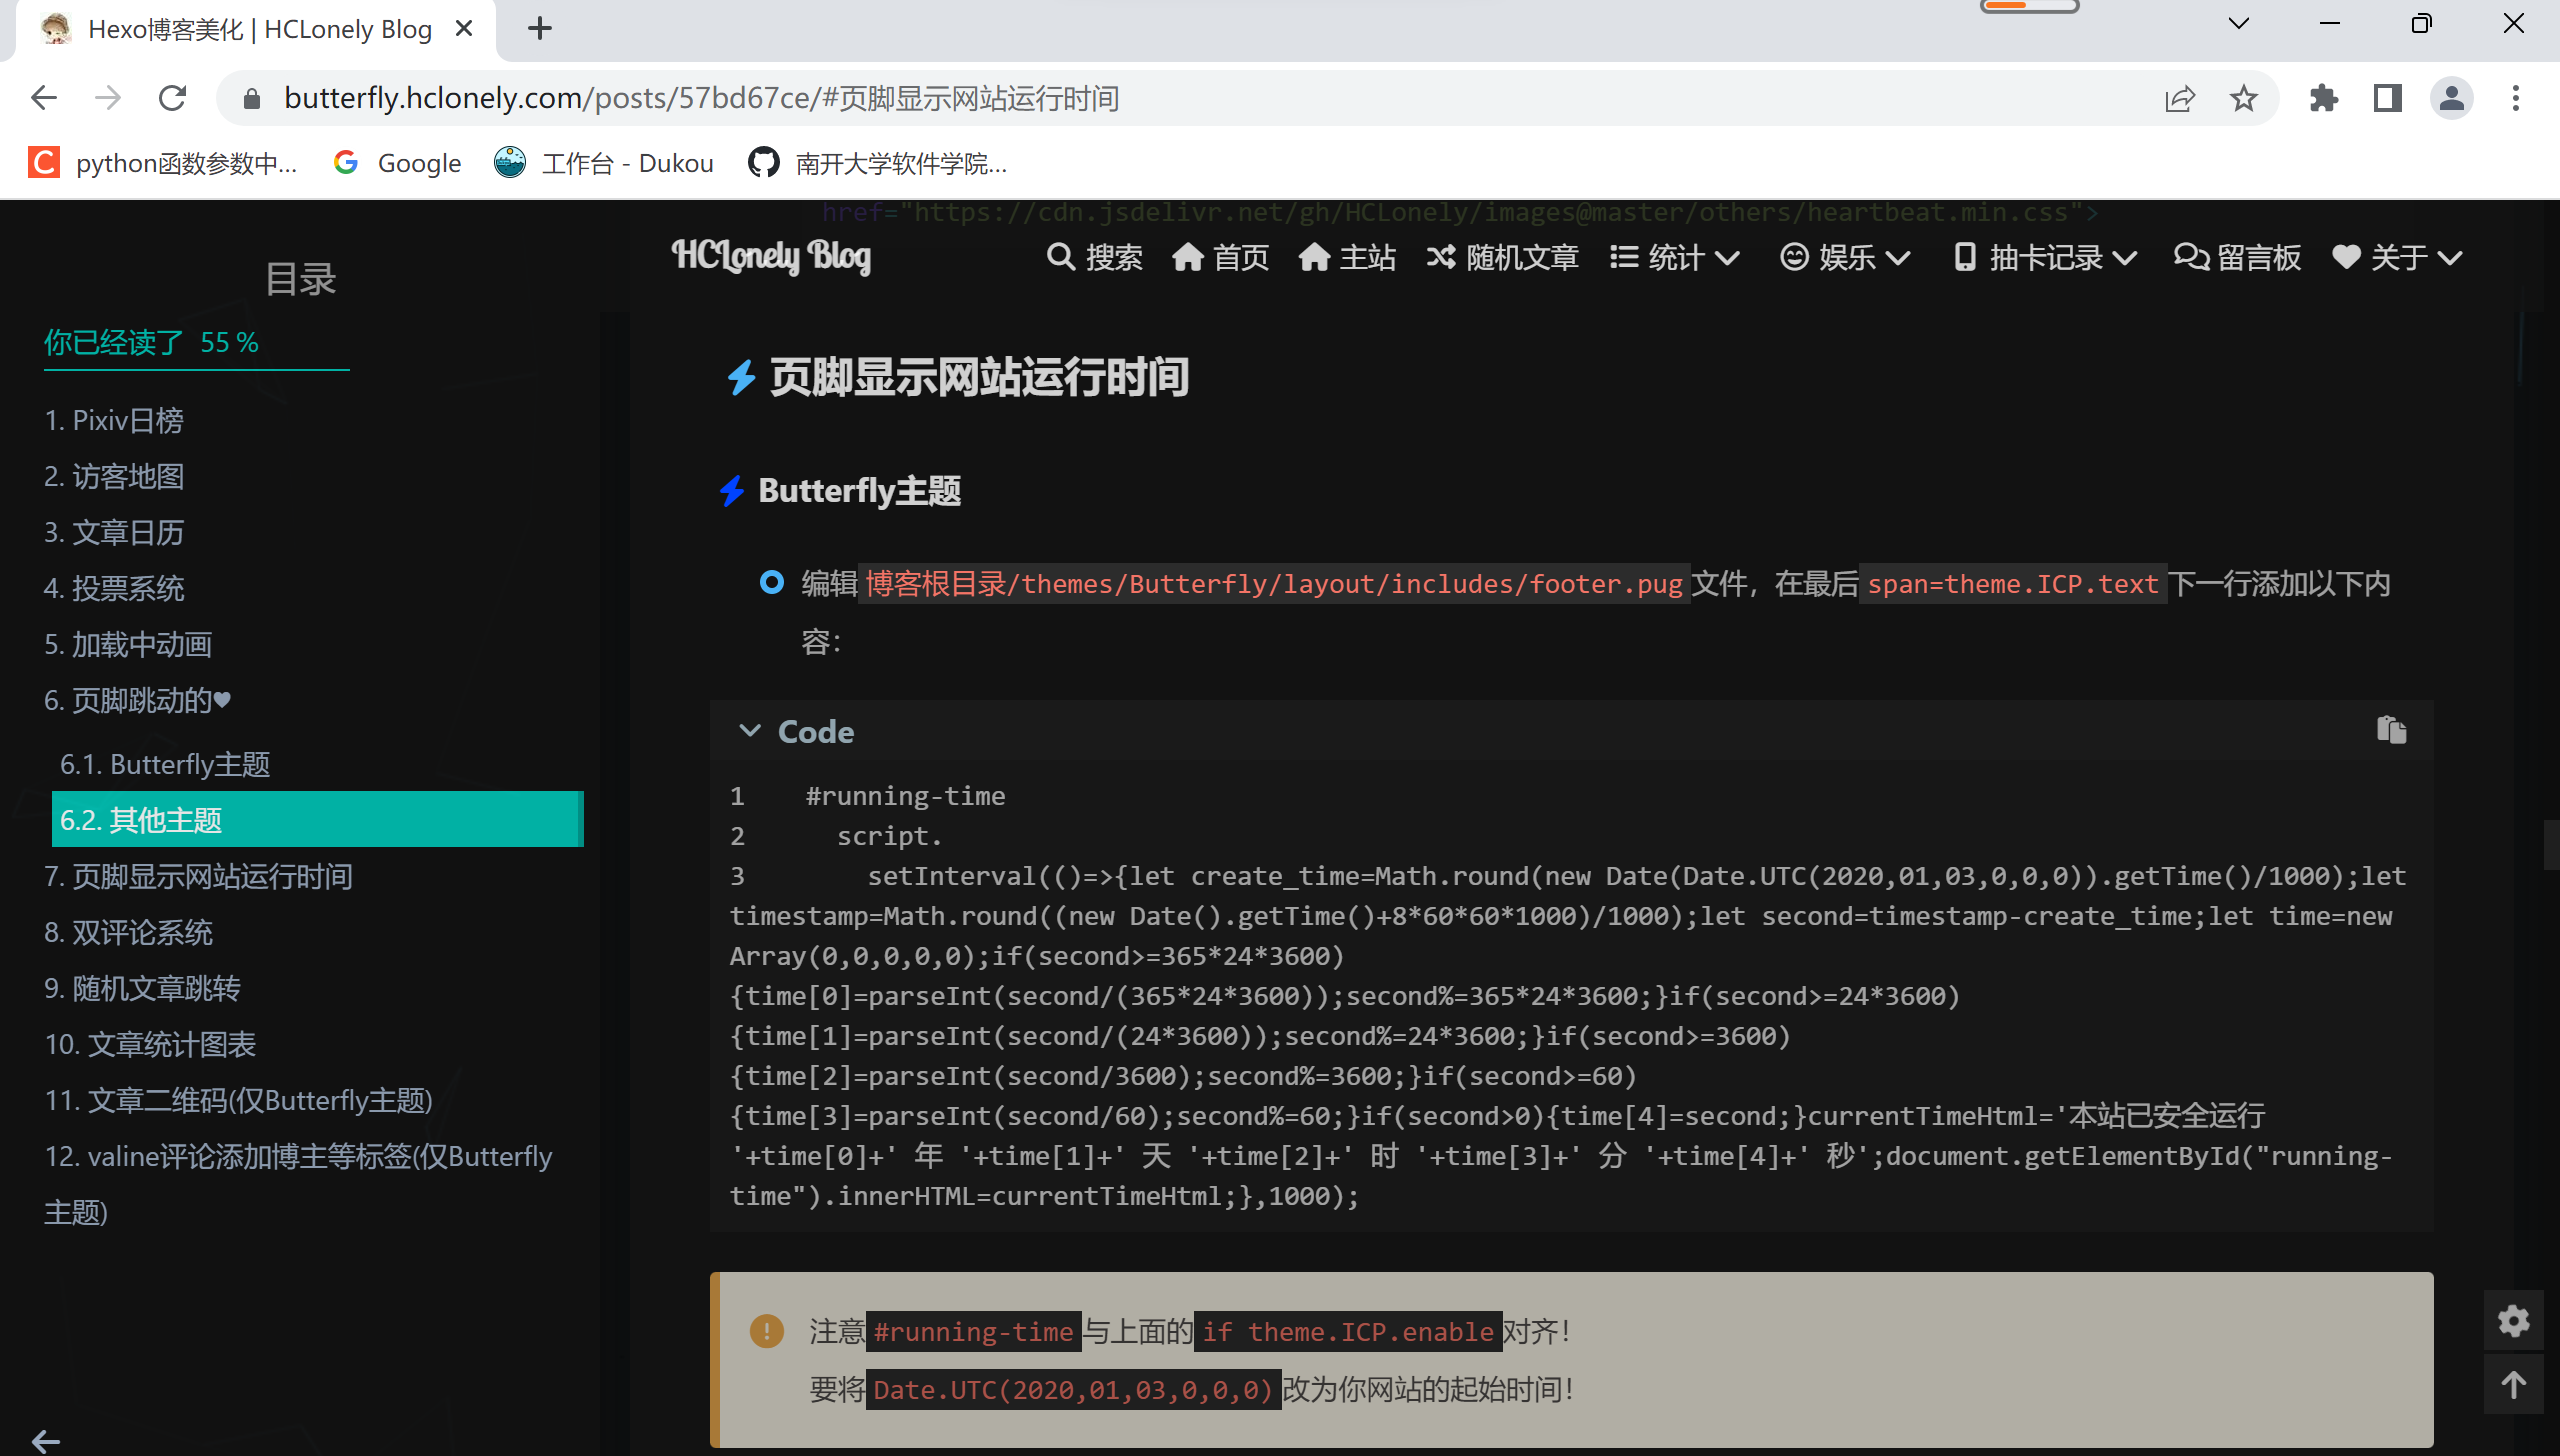 Hexo博客美化 | HCLonely Blog
butterfly.hclonely.com/posts/57bd67ce/#页脚显示网站运行时间
python函数参数中...
Google
工作台 - Dukou
南开大学软件学院...
href="https://cdn.jsdelivr.net/gh/HCLonely/images@master/others/heartbeat.min.css">
HCLonely Blog
搜索
首页
主站
随机文章
统计
娱乐
抽卡记录
留言板
关于
目录
你已经读了 55 %
1. Pixiv日榜
2. 访客地图
3. 文章日历
4. 投票系统
5. 加载中动画
6. 页脚跳动的♥
6.1. Butterfly主题
6.2. 其他主题
7. 页脚显示网站运行时间
8. 双评论系统
9. 随机文章跳转
10. 文章统计图表
11. 文章二维码(仅Butterfly主题)
12. valine评论添加博主等标签(仅Butterfly
主题)
页脚显示网站运行时间
Butterfly主题
编辑 博客根目录/themes/Butterfly/layout/includes/footer.pug 文件，在最后 span=theme.ICP.text 下一行添加以下内
容：
Code
1 #running-time
2 script.
3 setInterval(()=>{let create_time=Math.round(new Date(Date.UTC(2020,01,03,0,0,0)).getTime()/1000);let
timestamp=Math.round((new Date().getTime()+8*60*60*1000)/1000);let second=timestamp-create_time;let time=new
Array(0,0,0,0,0);if(second>=365*24*3600)
{time[0]=parseInt(second/(365*24*3600));second%=365*24*3600;}if(second>=24*3600)
{time[1]=parseInt(second/(24*3600));second%=24*3600;}if(second>=3600)
{time[2]=parseInt(second/3600);second%=3600;}if(second>=60)
{time[3]=parseInt(second/60);second%=60;}if(second>0){time[4]=second;}currentTimeHtml='本站已安全运行
'+time[0]+' 年 '+time[1]+' 天 '+time[2]+' 时 '+time[3]+' 分 '+time[4]+' 秒';document.getElementById("running-
time").innerHTML=currentTimeHtml;},1000);
注意 #running-time 与上面的 if theme.ICP.enable 对齐！
要将 Date.UTC(2020,01,03,0,0,0) 改为你网站的起始时间！